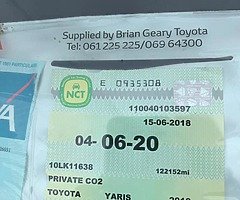 Supplied by Brian Geary Toyota
Tel: 061 225 225/069 64300
E 0935308
NCT
110040103597
15-06-2018
04-06-20
10LK11638
122152mi
PRIVATE CO2
TOYOTA YARIS